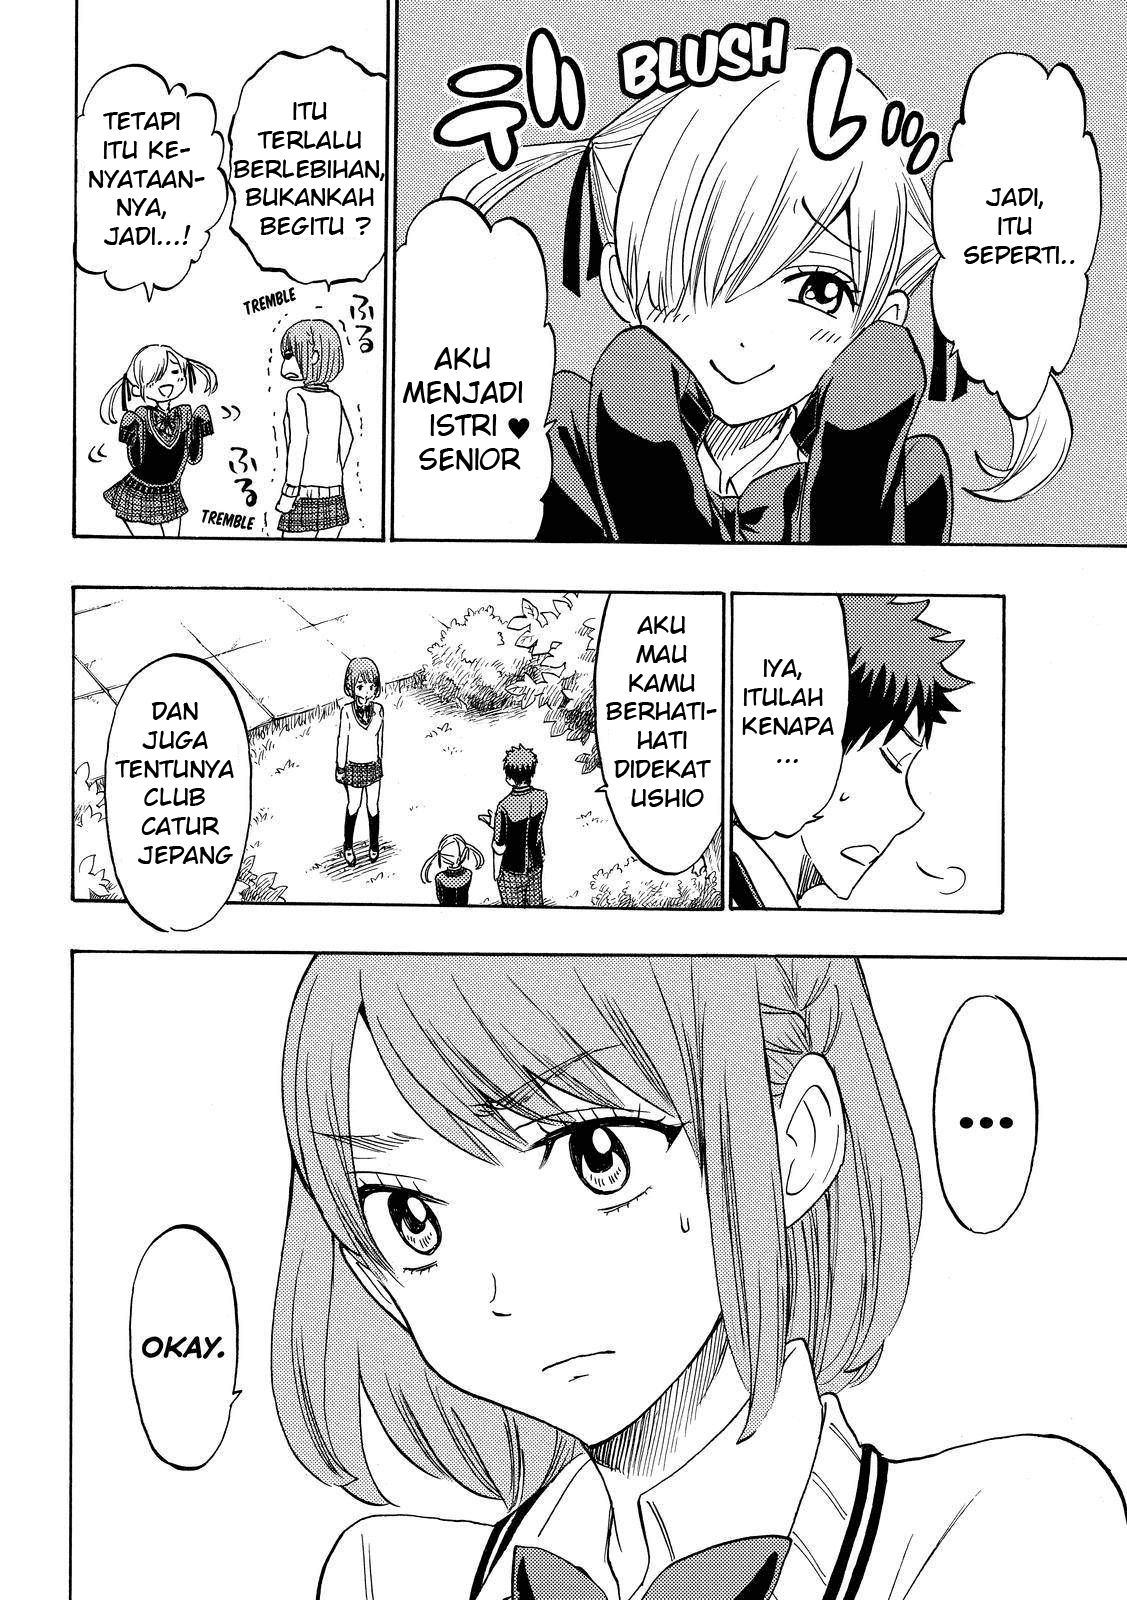 BLUSH
デレ
JADI,
ITU
SEPERTI..
AKU
MENJADI
ISTRI ♥
SENIOR
ITU
TERLALU
BERLEBIHAN,
BUKANKAH
BEGITU ?
TETAPI
ITU KE-
NYATAAN-
NYA,
JADI...!
TREMBLE
ふる
ふる
TREMBLE
IYA,
ITULAH
KENAPA
...
AKU
MAU
KAMU
BERHATI-
HATI
DIDEKAT
USHIO
DAN
JUGA
TENTUNYA
CLUB
CATUR
JEPANG
...
OKAY.